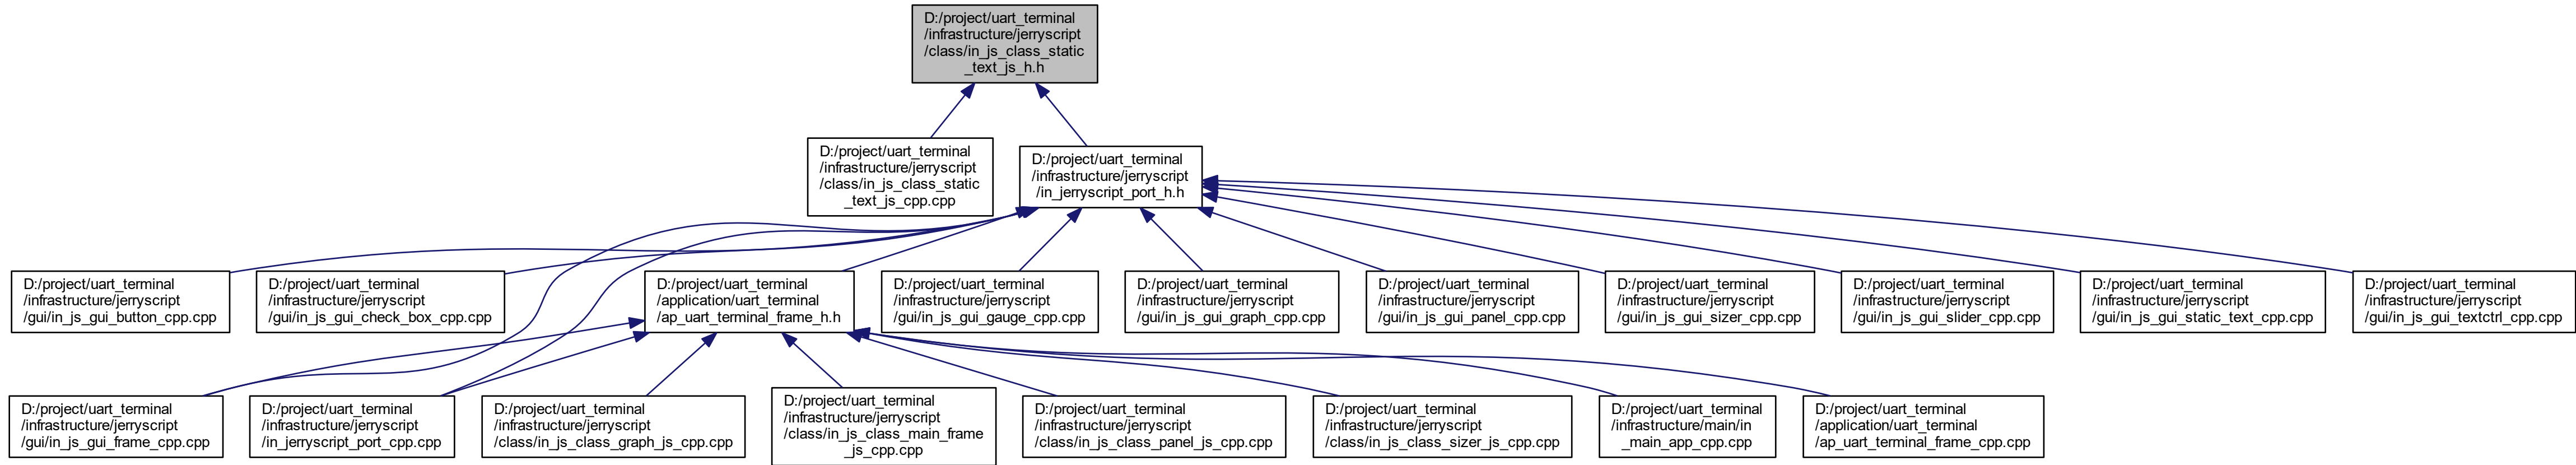 D:/project/uart_terminal
/infrastructure/jerryscript
/class/in_js_class_static
_text_js_h.h
D:/project/uart_terminal
/infrastructure/jerryscript
/class/in_js_class_static
_text_js_cpp.cpp
D:/project/uart_terminal
/infrastructure/jerryscript
/in_jerryscript_port_h.h
D:/project/uart_terminal
/infrastructure/jerryscript
/gui/in_js_gui_button_cpp.cpp
D:/project/uart_terminal
/infrastructure/jerryscript
/gui/in_js_gui_check_box_cpp.cpp
D:/project/uart_terminal
/application/uart_terminal
/ap_uart_terminal_frame_h.h
D:/project/uart_terminal
/infrastructure/jerryscript
/gui/in_js_gui_gauge_cpp.cpp
D:/project/uart_terminal
/infrastructure/jerryscript
/gui/in_js_gui_graph_cpp.cpp
D:/project/uart_terminal
/infrastructure/jerryscript
/gui/in_js_gui_panel_cpp.cpp
D:/project/uart_terminal
/infrastructure/jerryscript
/gui/in_js_gui_sizer_cpp.cpp
D:/project/uart_terminal
/infrastructure/jerryscript
/gui/in_js_gui_slider_cpp.cpp
D:/project/uart_terminal
/infrastructure/jerryscript
/gui/in_js_gui_static_text_cpp.cpp
D:/project/uart_terminal
/infrastructure/jerryscript
/gui/in_js_gui_textctrl_cpp.cpp
D:/project/uart_terminal
/infrastructure/jerryscript
/gui/in_js_gui_frame_cpp.cpp
D:/project/uart_terminal
/infrastructure/jerryscript
/in_jerryscript_port_cpp.cpp
D:/project/uart_terminal
/infrastructure/jerryscript
/class/in_js_class_graph_js_cpp.cpp
D:/project/uart_terminal
/infrastructure/jerryscript
/class/in_js_class_main_frame
_js_cpp.cpp
D:/project/uart_terminal
/infrastructure/jerryscript
/class/in_js_class_panel_js_cpp.cpp
D:/project/uart_terminal
/infrastructure/jerryscript
/class/in_js_class_sizer_js_cpp.cpp
D:/project/uart_terminal
/infrastructure/main/in
_main_app_cpp.cpp
D:/project/uart_terminal
/application/uart_terminal
/ap_uart_terminal_frame_cpp.cpp